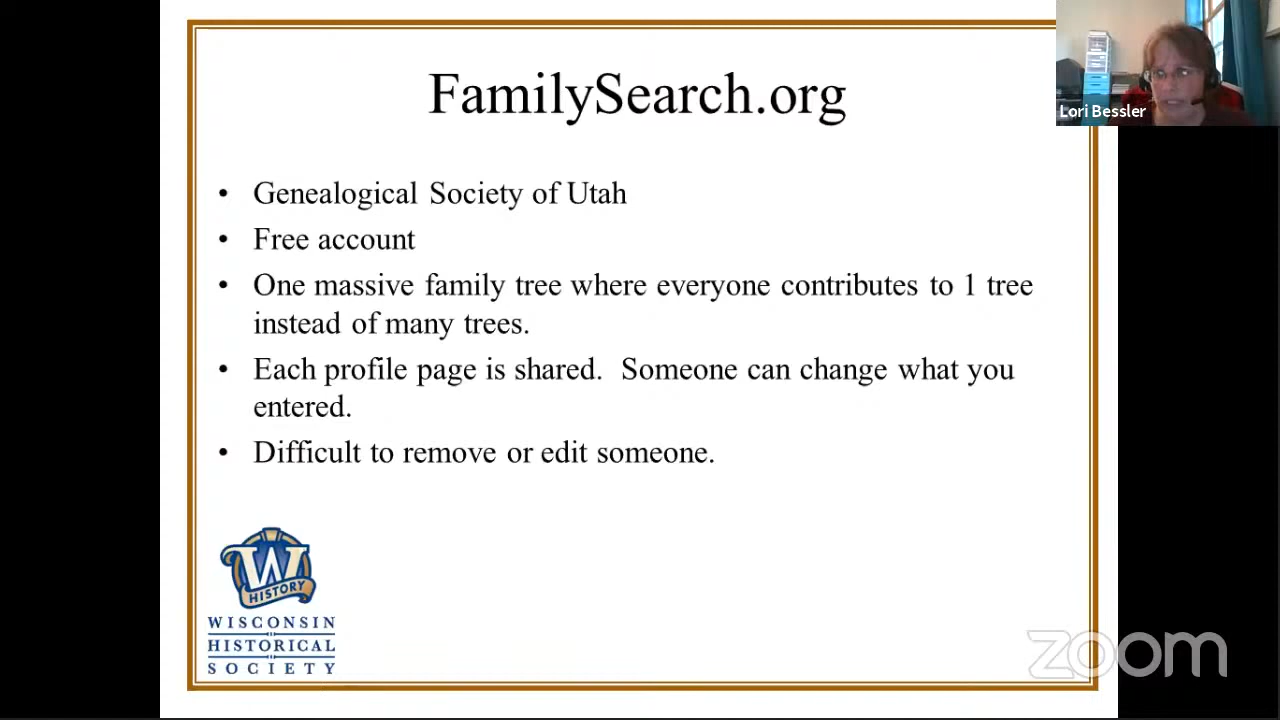 FamilySearch.org
Lori Bessler
• Genealogical Society of Utah
• Free account
• One massive family tree where everyone contributes to 1 tree
instead of many trees.
• Each profile page is shared.  Someone can change what you
entered.
• Difficult to remove or edit someone.
W
HISTORY
WISCONSIN
HISTORICAL
SOCIETY
zoom